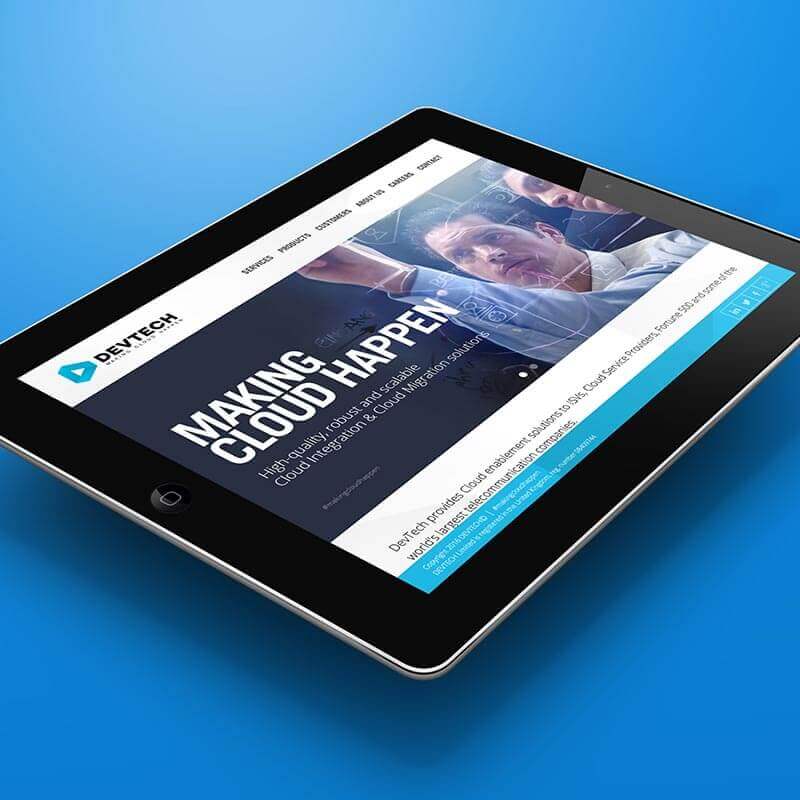 DEVTECH
MAKING CLOUD HAPPEN
SERVICES PRODUCTS CUSTOMERS ABOUT US CAREERS CONTACT
MAKING
CLOUD HAPPEN
High-quality, robust and scalable
Cloud Integration & Cloud Migration solutions
#makingcloudhappen
DevTech provides Cloud enablement solutions to ISVs, Cloud Service Providers, Fortune 500 and some of the
world's largest telecommunication companies.
Copyright 2016 DEVTECHID | #makingcloudhappen
DEVTECH Limited is registered in the United Kingdom, reg. number
in